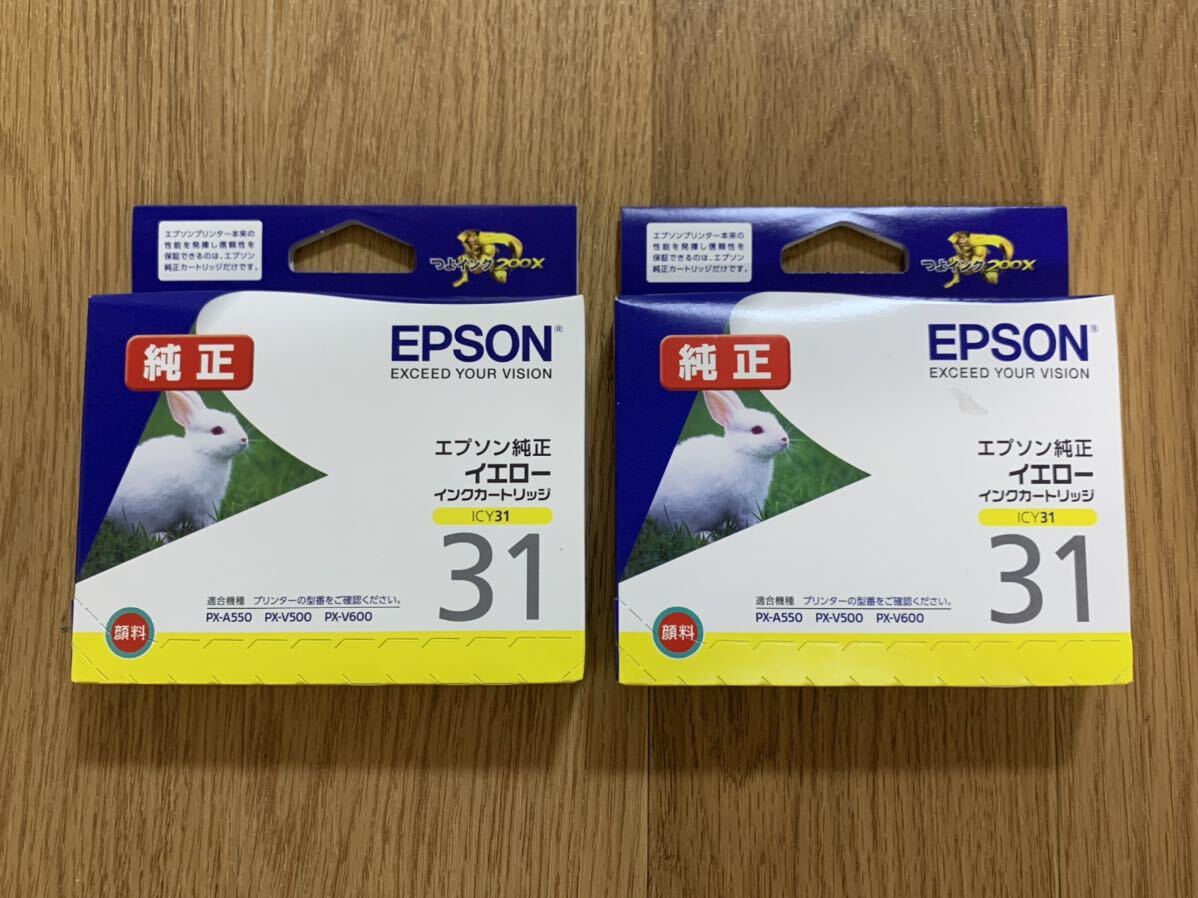 エプソンプリンター本来の
性能を発揮し信頼性を
保証できるのは、エプソン
純正カートリッジだけです。
つよインク200X
純正
EPSON®
EXCEED YOUR VISION
エプソン純正
イエロー
インクカートリッジ
ICY31
31
適合機種 プリンターの型番をご確認ください。
PX-A550 PX-V500 PX-V600
顔料
エプソンプリンター本来の
性能を発揮し信頼性を
保証できるのは、エプソン
純正カートリッジだけです。
つよインク200X
純正
EPSON®
EXCEED YOUR VISION
エプソン純正
イエロー
インクカートリッジ
ICY31
31
適合機種 プリンターの型番をご確認ください。
PX-A550 PX-V500 PX-V600
顔料